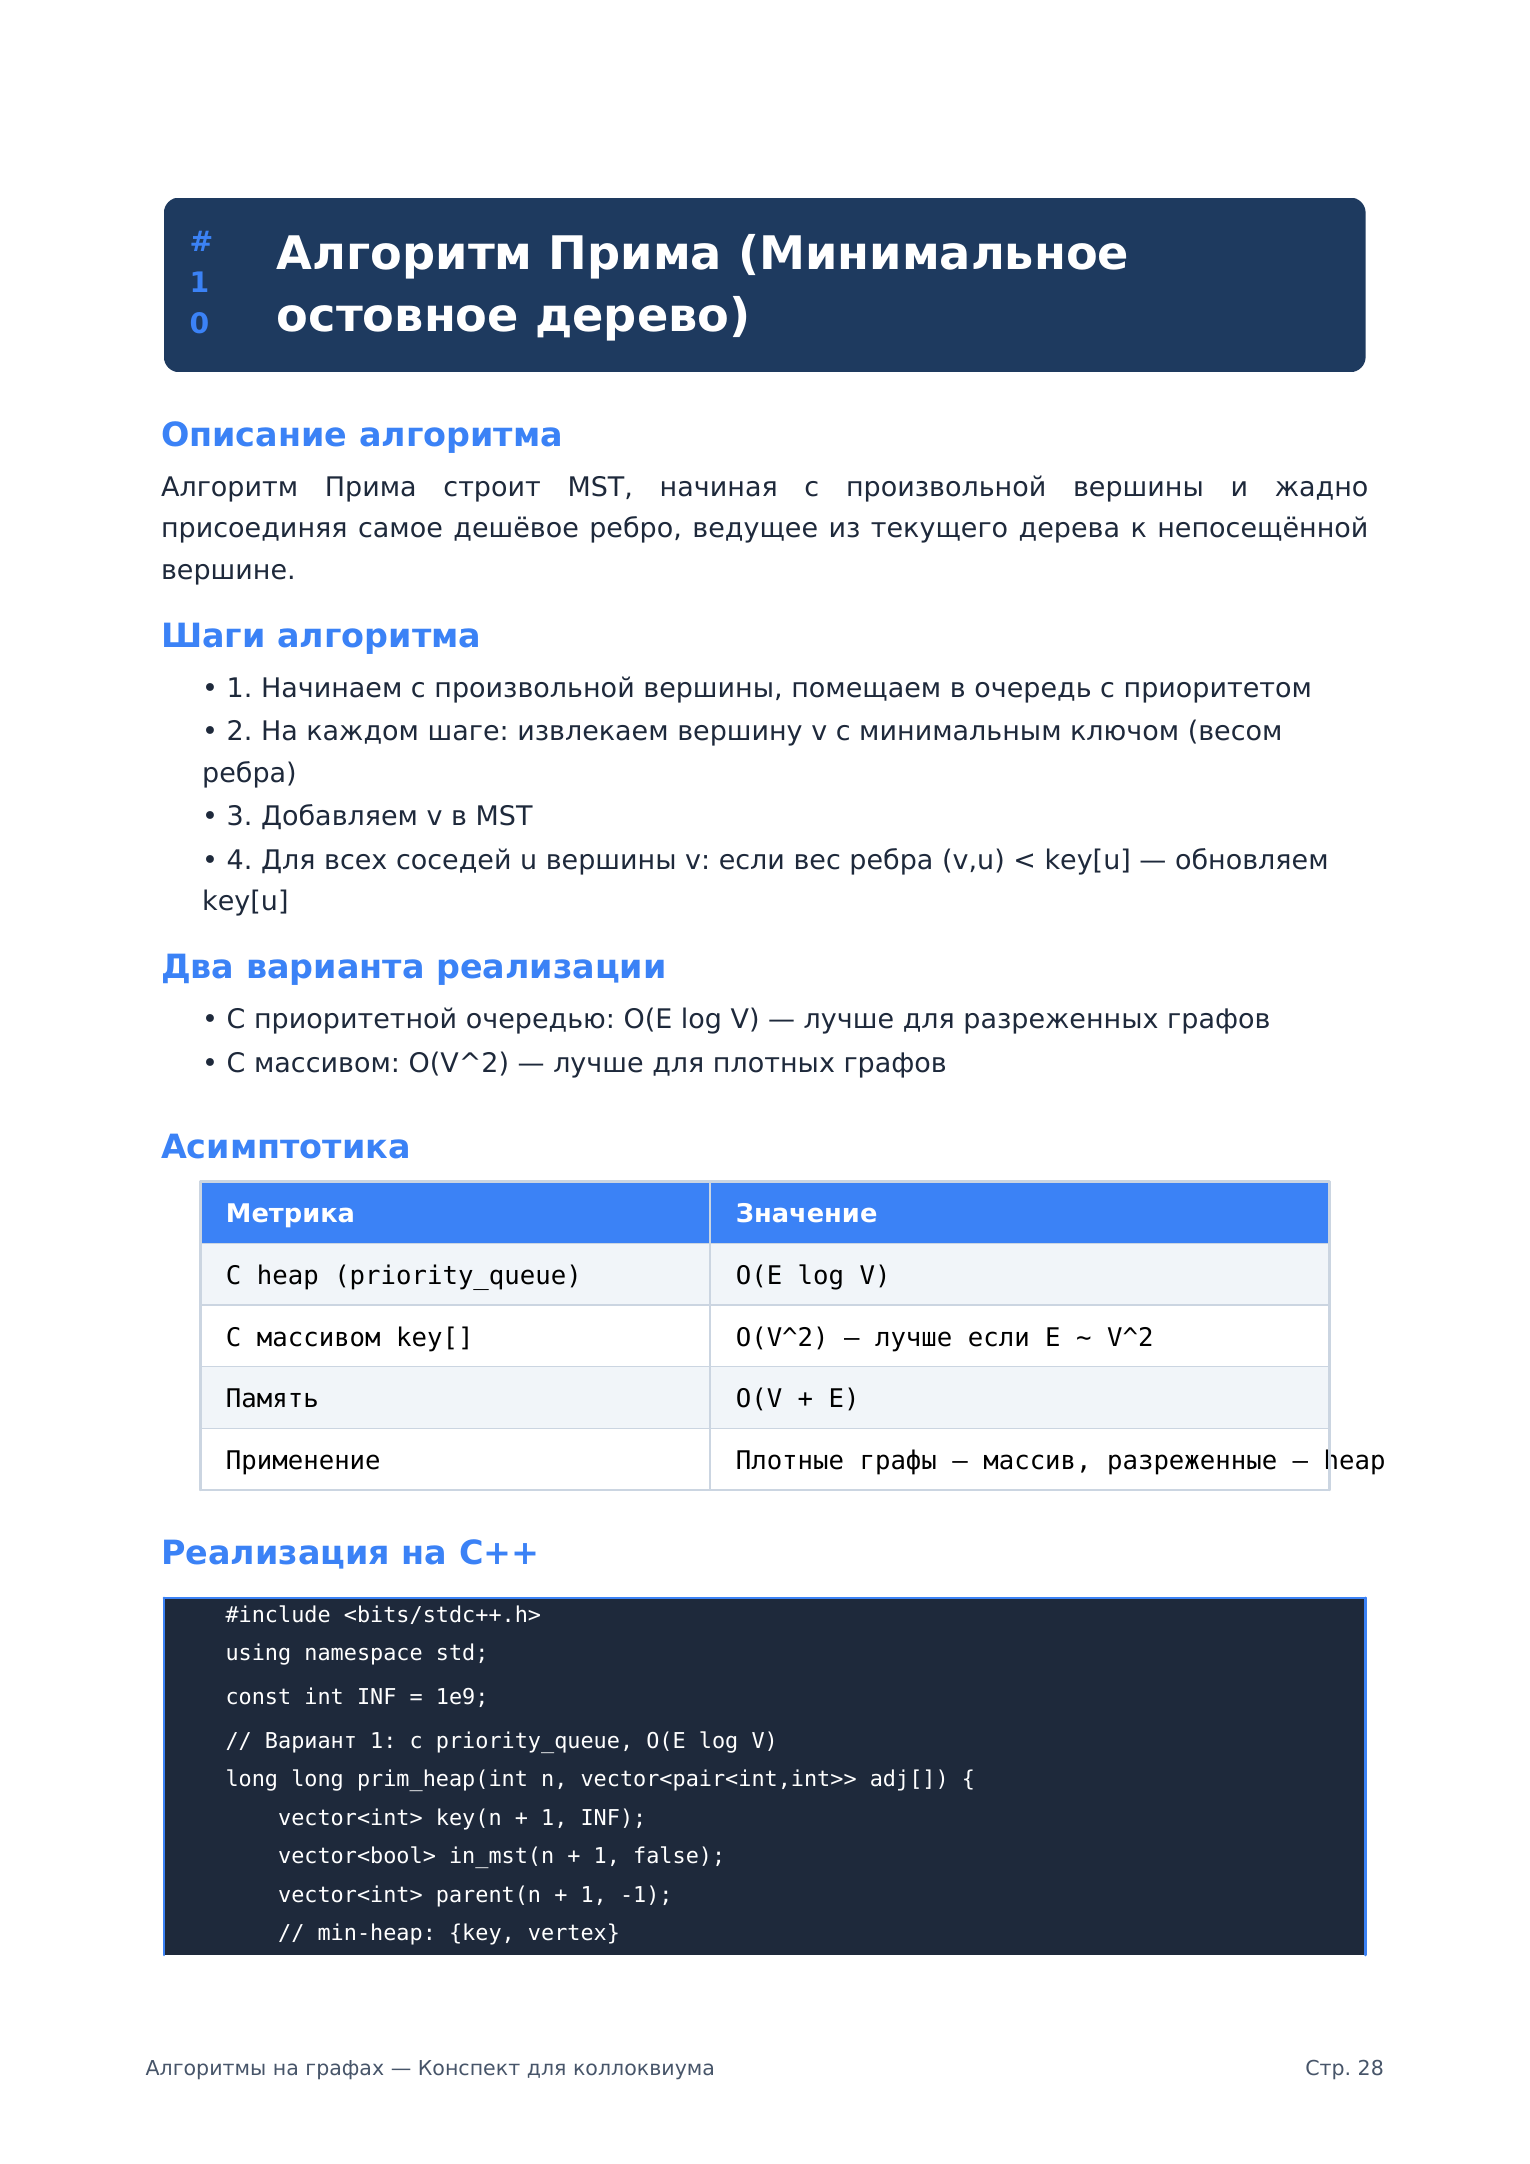 #
1
0
Алгоритм Прима (Минимальное
остовное дерево)
Описание алгоритма
Алгоритм Прима строит MST, начиная с произвольной вершины и жадно
присоединяя самое дешёвое ребро, ведущее из текущего дерева к непосещённой
вершине.
Шаги алгоритма
• 1. Начинаем с произвольной вершины, помещаем в очередь с приоритетом
• 2. На каждом шаге: извлекаем вершину v с минимальным ключом (весом
ребра)
• 3. Добавляем v в MST
• 4. Для всех соседей u вершины v: если вес ребра (v,u) < key[u] — обновляем
key[u]
Два варианта реализации
• С приоритетной очередью: O(E log V) — лучше для разреженных графов
• С массивом: O(V^2) — лучше для плотных графов
Асимптотика
Метрика Значение
С heap (priority_queue) O(E log V)
С массивом key[] O(V^2) — лучше если E ~ V^2
Память O(V + E)
Применение Плотные графы — массив, разреженные — heap
Реализация на C++
#include <bits/stdc++.h>
using namespace std;
const int INF = 1e9;
// Вариант 1: с priority_queue, O(E log V)
long long prim_heap(int n, vector<pair<int,int>> adj[]) {
    vector<int> key(n + 1, INF);
    vector<bool> in_mst(n + 1, false);
    vector<int> parent(n + 1, -1);
    // min-heap: {key, vertex}
Алгоритмы на графах — Конспект для коллоквиума Стр. 28